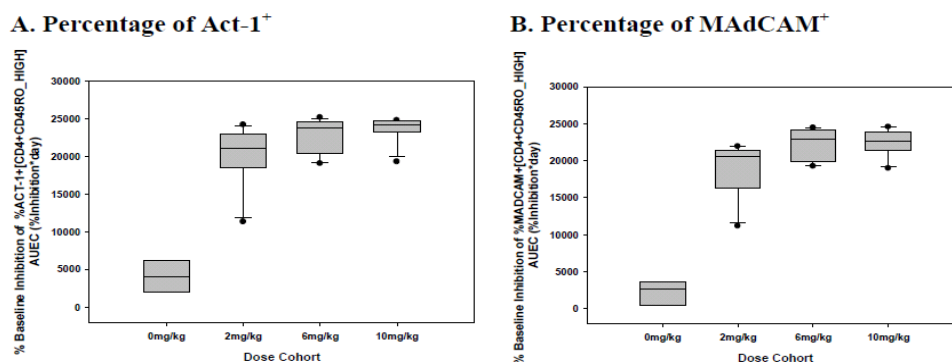 A. Percentage of Act-1+
% Baseline Inhibition of %ACT-1+[CD4+CD45RO_HIGH]
AUEC (%Inhibition*day)
30000
25000
20000
15000
10000
5000
0
0mg/kg 2mg/kg 6mg/kg 10mg/kg
Dose Cohort
B. Percentage of MAdCAM+
% Baseline Inhibition of %MADCAM+[CD4+CD45RO_HIGH]
AUEC (%Inhibition*day)
30000
25000
20000
15000
10000
5000
0
0mg/kg 2mg/kg 6mg/kg 10mg/kg
Dose Cohort